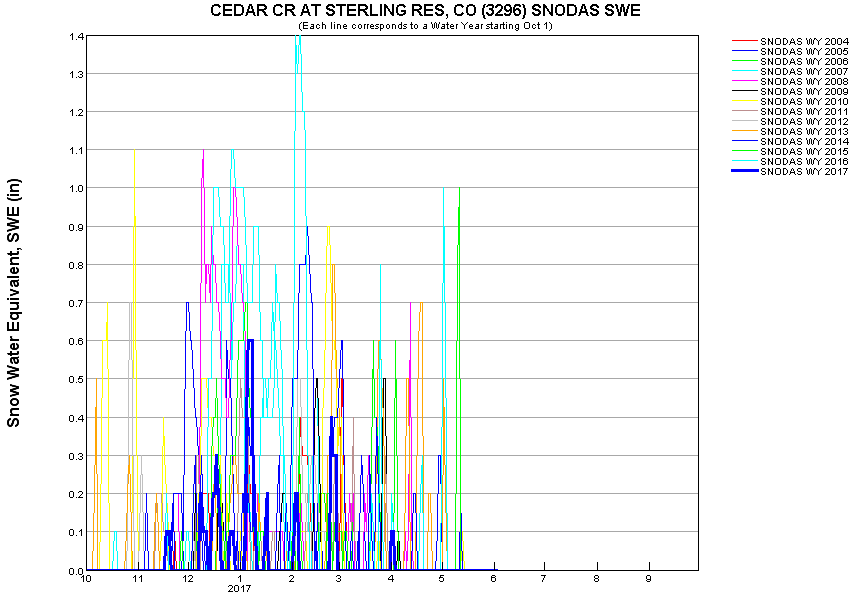 CEDAR CR AT STERLING RES, CO (3296) SNODAS SWE
(Each line corresponds to a Water Year starting Oct 1)
Snow Water Equivalent, SWE (in)
1.4
1.3
1.2
1.1
1.0
0.9
0.8
0.7
0.6
0.5
0.4
0.3
0.2
0.1
0.0
10 11 12 1 2 3 4 5 6 7 8 9
2017
SNODAS WY 2004
SNODAS WY 2005
SNODAS WY 2006
SNODAS WY 2007
SNODAS WY 2008
SNODAS WY 2009
SNODAS WY 2010
SNODAS WY 2011
SNODAS WY 2012
SNODAS WY 2013
SNODAS WY 2014
SNODAS WY 2015
SNODAS WY 2016
SNODAS WY 2017